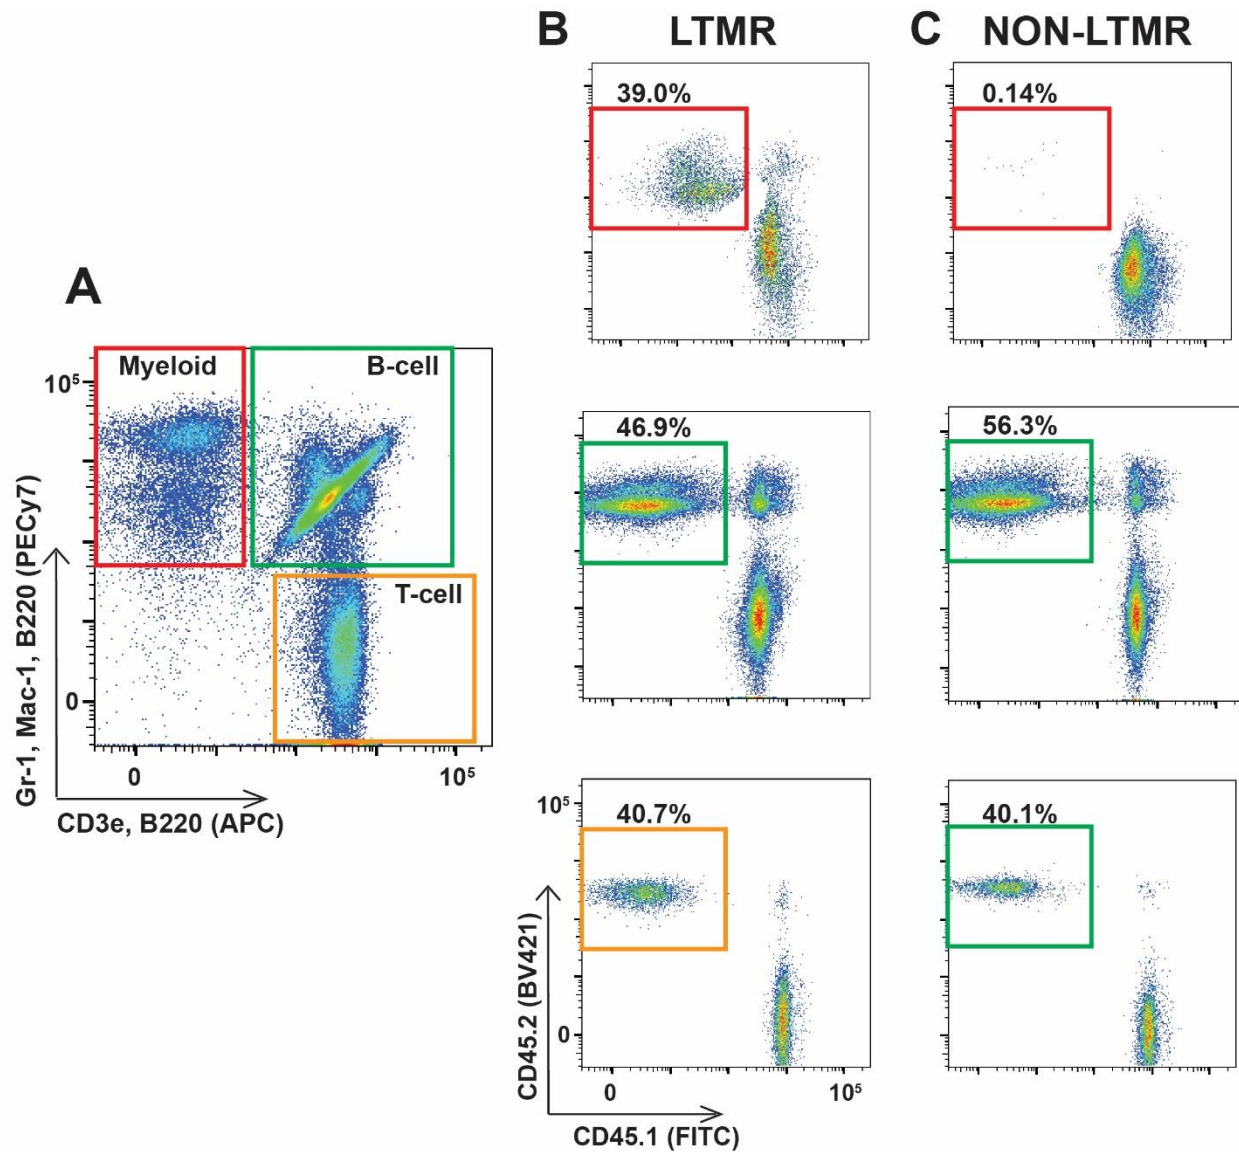 A
Myeloid
B-cell
T-cell
10⁵
0
0
10⁵
Gr-1, Mac-1, B220 (PECy7)
CD3e, B220 (APC)
B LTMR
39.0%
46.9%
40.7%
10⁵
0
0
10⁵
CD45.2 (BV421)
CD45.1 (FITC)
C NON-LTMR
0.14%
56.3%
40.1%